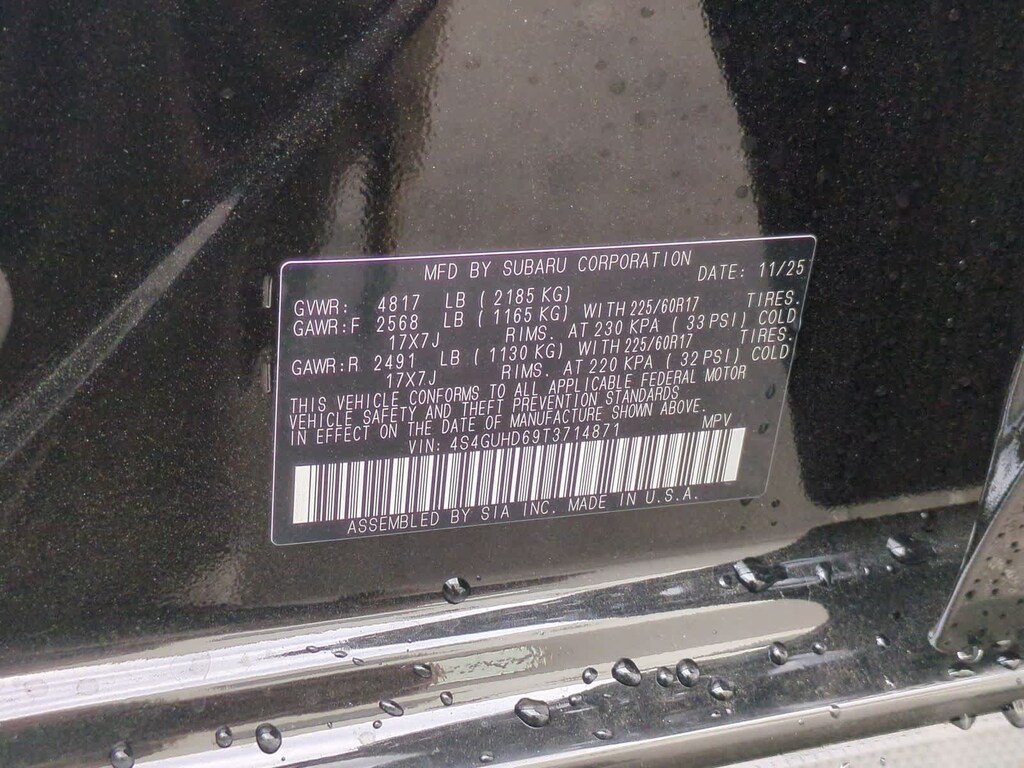 MFD BY SUBARU CORPORATION DATE: 11/25
GVWR: 4817 LB (2185 KG)
GAWR:F 2568 LB (1165 KG) WITH 225/60R17 TIRES.
17X7J RIMS. AT 230 KPA (33 PSI) COLD
GAWR:R 2491 LB (1130 KG) WITH 225/60R17 TIRES.
17X7J RIMS. AT 220 KPA (32 PSI) COLD
THIS VEHICLE CONFORMS TO ALL APPLICABLE FEDERAL MOTOR
VEHICLE SAFETY AND THEFT PREVENTION STANDARDS
IN EFFECT ON THE DATE OF MANUFACTURE SHOWN ABOVE.
VIN: 4S4GUHD69T3714871 MPV
ASSEMBLED BY SIA INC. MADE IN U.S.A.